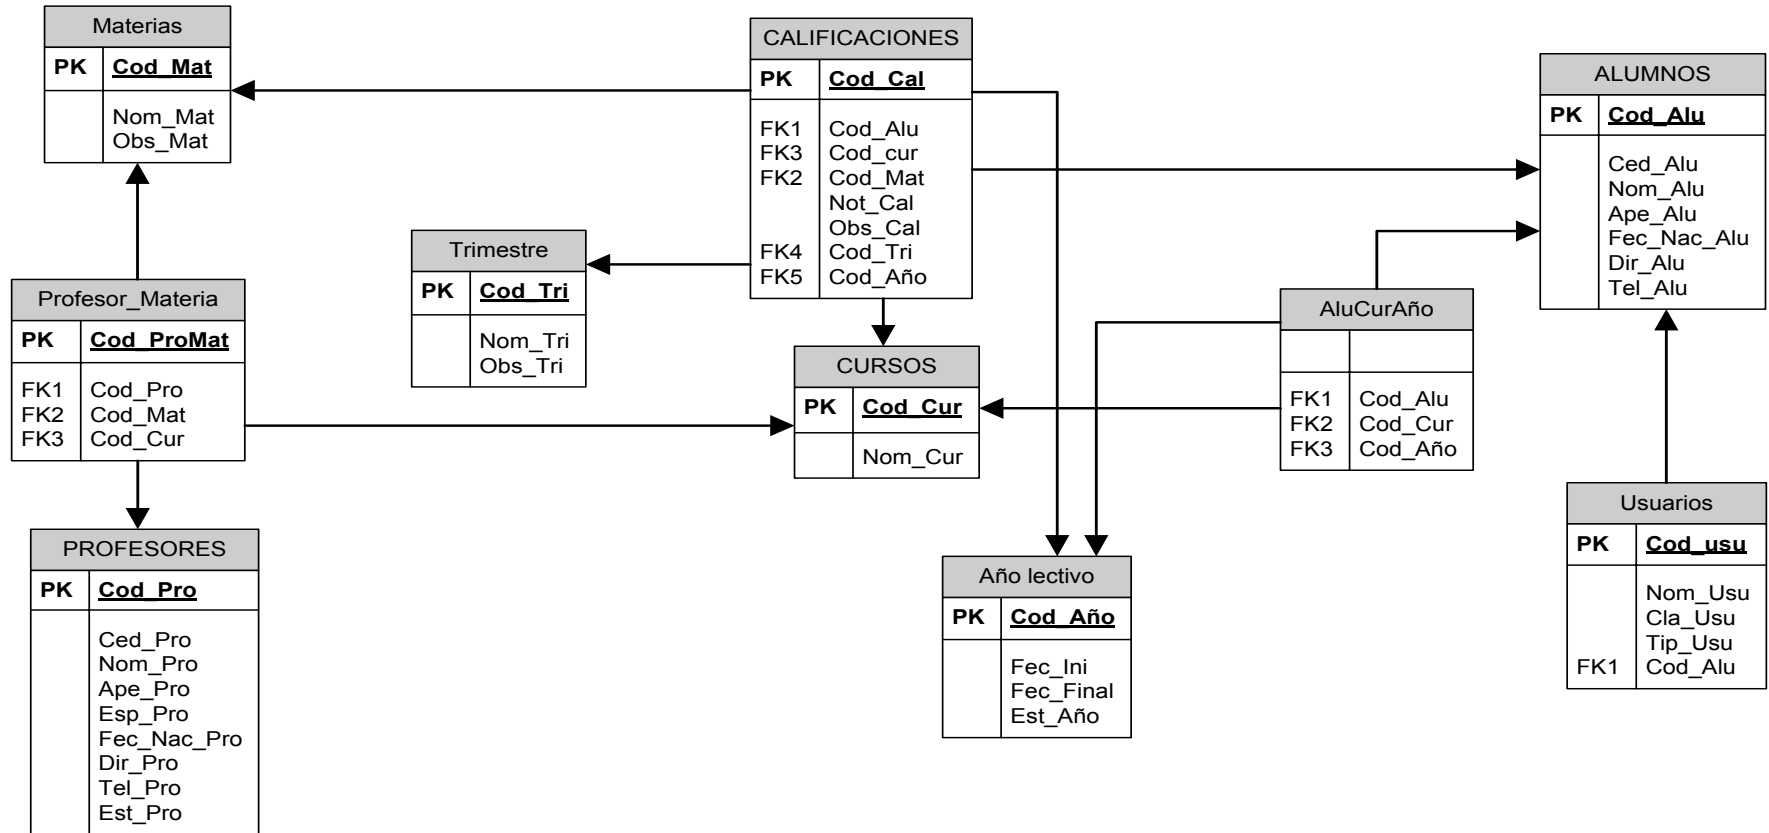 Materias
PK Cod_Mat
Nom_Mat
Obs_Mat
CALIFICACIONES
PK Cod_Cal
FK1 Cod_Alu
FK3 Cod_cur
FK2 Cod_Mat
Not_Cal
Obs_Cal
FK4 Cod_Tri
FK5 Cod_Año
ALUMNOS
PK Cod_Alu
Ced_Alu
Nom_Alu
Ape_Alu
Fec_Nac_Alu
Dir_Alu
Tel_Alu
Trimestre
PK Cod_Tri
Nom_Tri
Obs_Tri
Profesor_Materia
PK Cod_ProMat
FK1 Cod_Pro
FK2 Cod_Mat
FK3 Cod_Cur
CURSOS
PK Cod_Cur
Nom_Cur
AluCurAño
FK1 Cod_Alu
FK2 Cod_Cur
FK3 Cod_Año
Usuarios
PK Cod_usu
Nom_Usu
Cla_Usu
Tip_Usu
FK1 Cod_Alu
PROFESORES
PK Cod_Pro
Ced_Pro
Nom_Pro
Ape_Pro
Esp_Pro
Fec_Nac_Pro
Dir_Pro
Tel_Pro
Est_Pro
Año lectivo
PK Cod_Año
Fec_Ini
Fec_Final
Est_Año